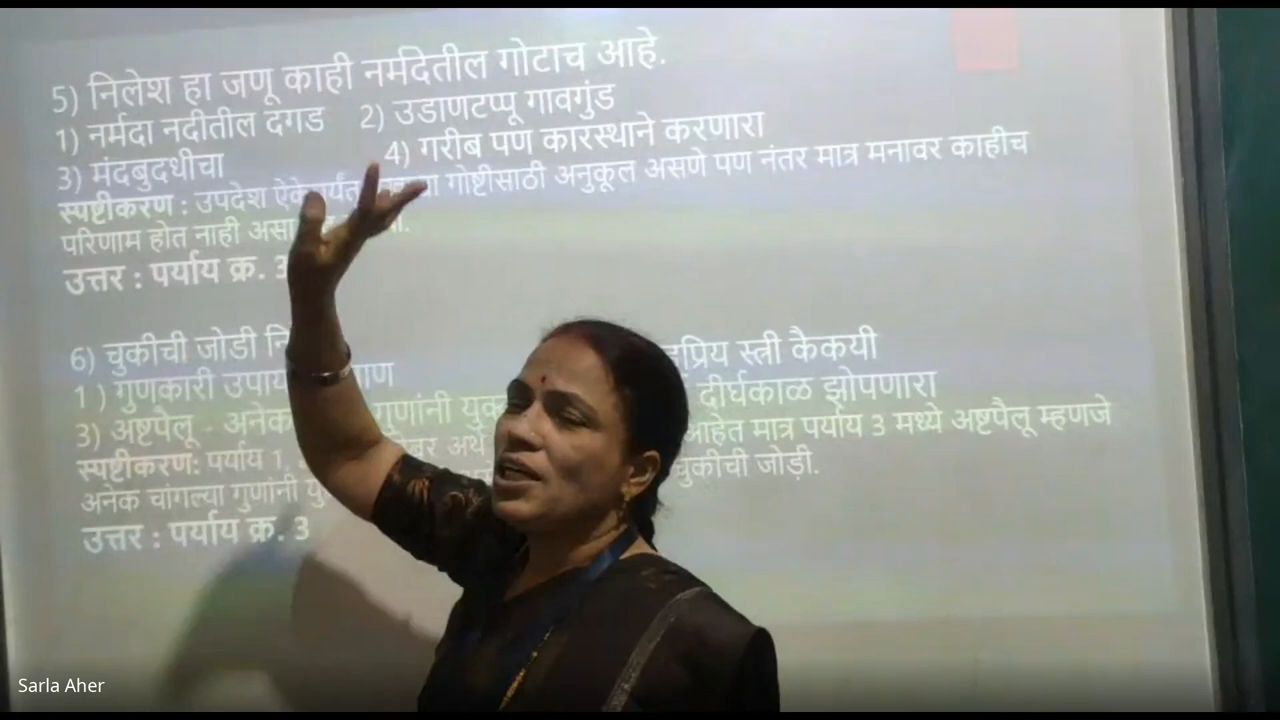 5) निलेश हा जणू काही नर्मदेतील गोटाच आहे.
1) नर्मदा नदीतील दगड 2) उडाणटप्पू गावगुंड
3) मंदबुदधीचा 4) गरीब पण कारस्थाने करणारा
स्पष्टीकरण : उपदेश गोष्टीसाठी अनुकूल असणे पण नंतर मात्र मनावर काहीच
परिणाम होत नाही
उत्तर : पर्याय क्र. 3
6) चुकीची जोडी स्त्री कैकयी
1 ) गुणकारी उपाय दीर्घकाळ झोपणारा
3) अष्टपैलू - अनेक गुणांनी
स्पष्टीकरण: पर्याय 1, अर्थ आहेत मात्र पर्याय 3 मध्ये अष्टपैलू म्हणजे
अनेक चांगल्या गुणांनी चुकीची जोडी.
उत्तर : पर्याय क्र. 3
Sarla Aher